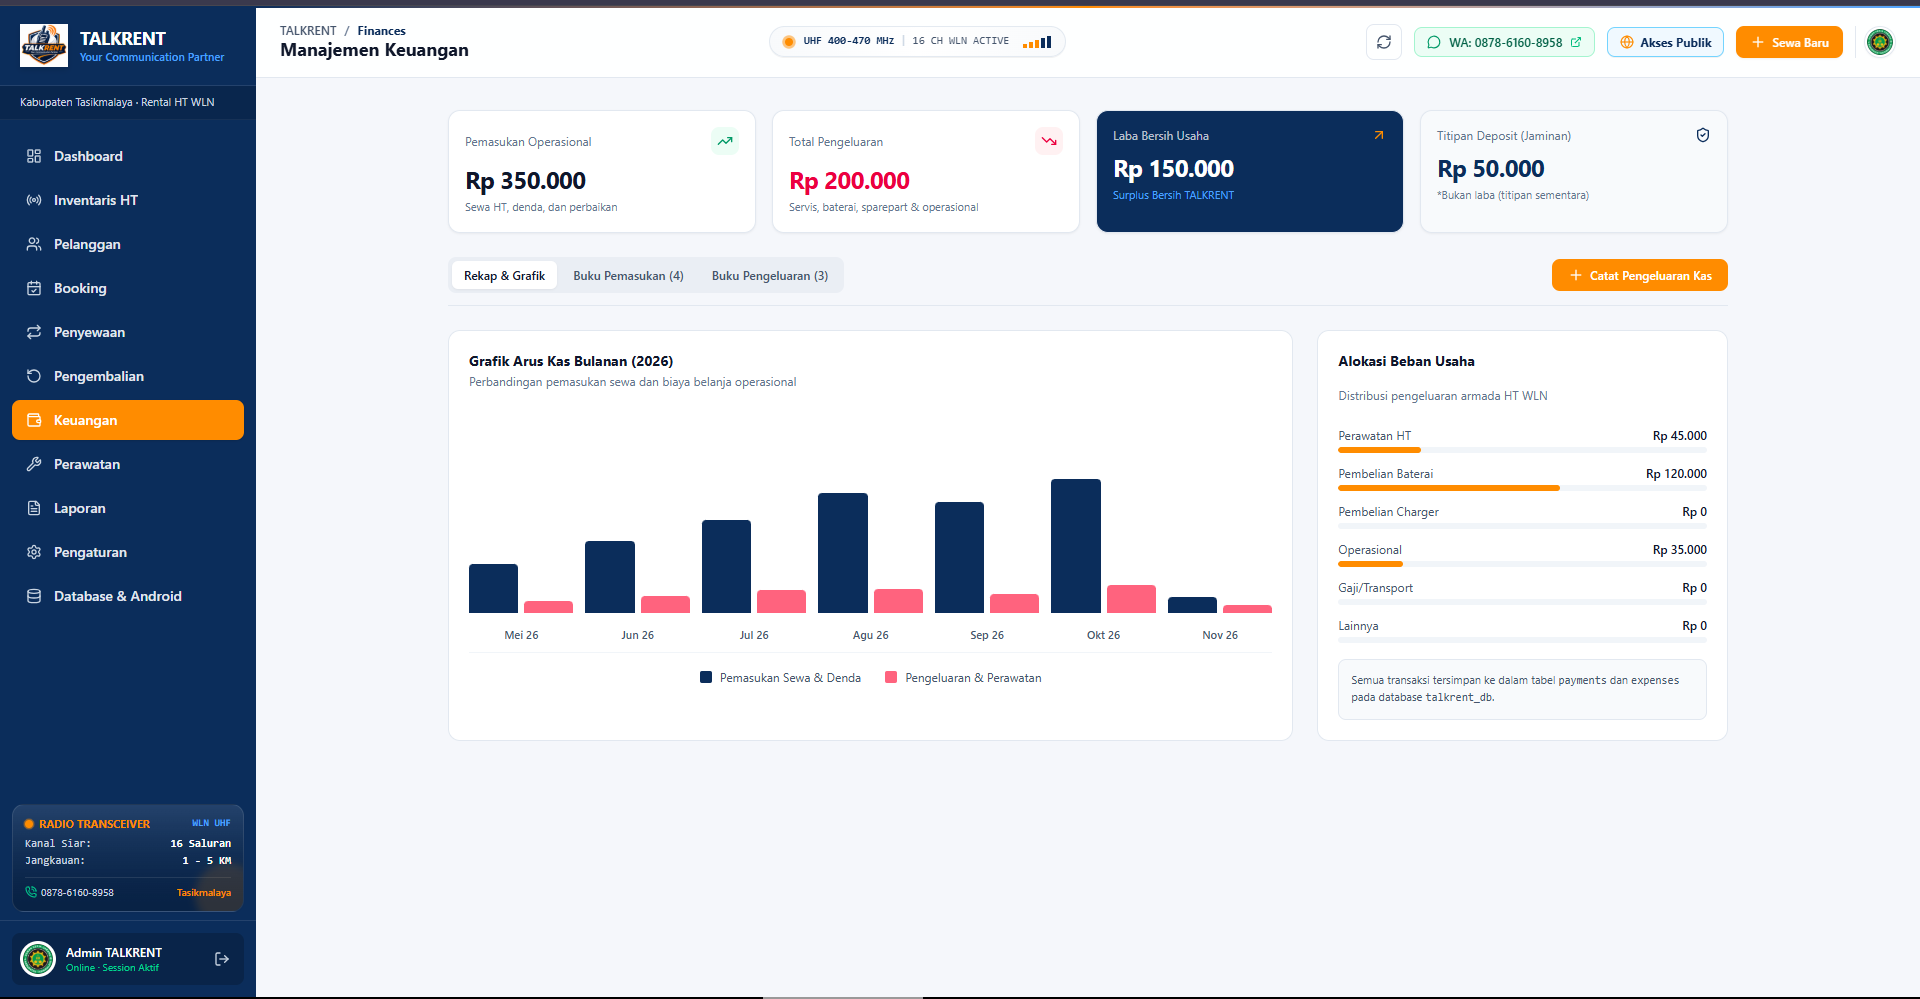 TALKRENT
TALKRENT
Your Communication Partner
Kabupaten Tasikmalaya · Rental HT WLN
Dashboard
Inventaris HT
Pelanggan
Booking
Penyewaan
Pengembalian
Keuangan
Perawatan
Laporan
Pengaturan
Database & Android
RADIO TRANSCEIVER WLN UHF
Kanal Siar: 16 Saluran
Jangkauan: 1 - 5 KM
0878-6160-8958 Tasikmalaya
Admin TALKRENT
Online · Session Aktif
TALKRENT / Finances
Manajemen Keuangan
UHF 400-470 MHz | 16 CH WLN ACTIVE
WA: 0878-6160-8958
Akses Publik
+ Sewa Baru
Pemasukan Operasional
Rp 350.000
Sewa HT, denda, dan perbaikan
Total Pengeluaran
Rp 200.000
Servis, baterai, sparepart & operasional
Laba Bersih Usaha
Rp 150.000
Surplus Bersih TALKRENT
Titipan Deposit (Jaminan)
Rp 50.000
*Bukan laba (titipan sementara)
Rekap & Grafik
Buku Pemasukan (4)
Buku Pengeluaran (3)
+ Catat Pengeluaran Kas
Grafik Arus Kas Bulanan (2026)
Perbandingan pemasukan sewa dan biaya belanja operasional
Mei 26 Jun 26 Jul 26 Agu 26 Sep 26 Okt 26 Nov 26
Pemasukan Sewa & Denda Pengeluaran & Perawatan
Alokasi Beban Usaha
Distribusi pengeluaran armada HT WLN
Perawatan HT Rp 45.000
Pembelian Baterai Rp 120.000
Pembelian Charger Rp 0
Operasional Rp 35.000
Gaji/Transport Rp 0
Lainnya Rp 0
Semua transaksi tersimpan ke dalam tabel payments dan expenses
pada database talkrent_db.